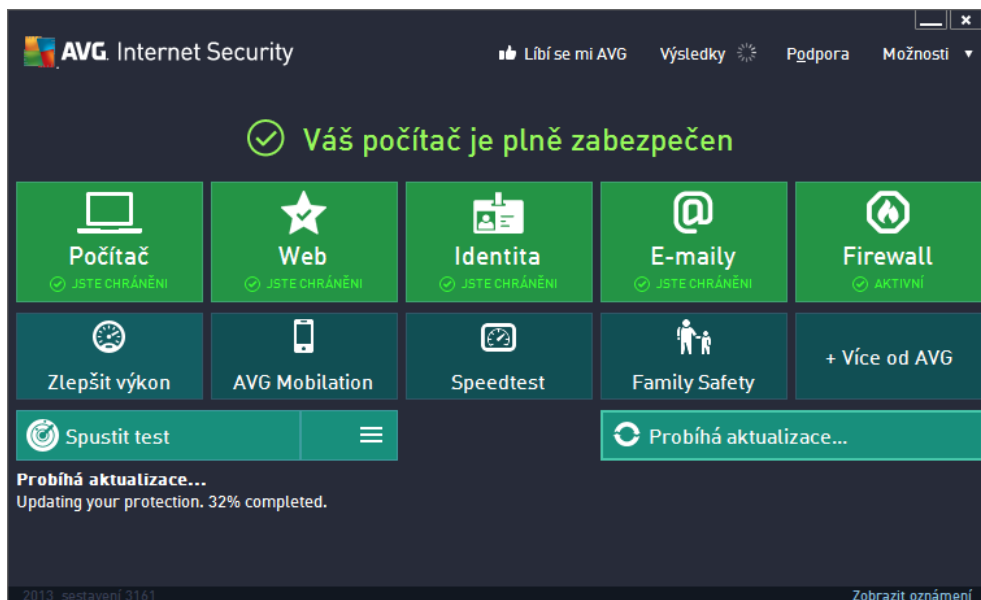 AVG. Internet Security
Líbí se mi AVG
Výsledky
Podpora
Možnosti
Váš počítač je plně zabezpečen
Počítač
JSTE CHRÁNĚNI
Web
JSTE CHRÁNĚNI
Identita
JSTE CHRÁNĚNI
E-maily
JSTE CHRÁNĚNI
Firewall
AKTIVNÍ
Zlepšit výkon
AVG Mobilation
Speedtest
Family Safety
+ Více od AVG
Spustit test
Probíhá aktualizace...
Probíhá aktualizace...
Updating your protection. 32% completed.
2013 sestavení 3161
Zobrazit oznámení